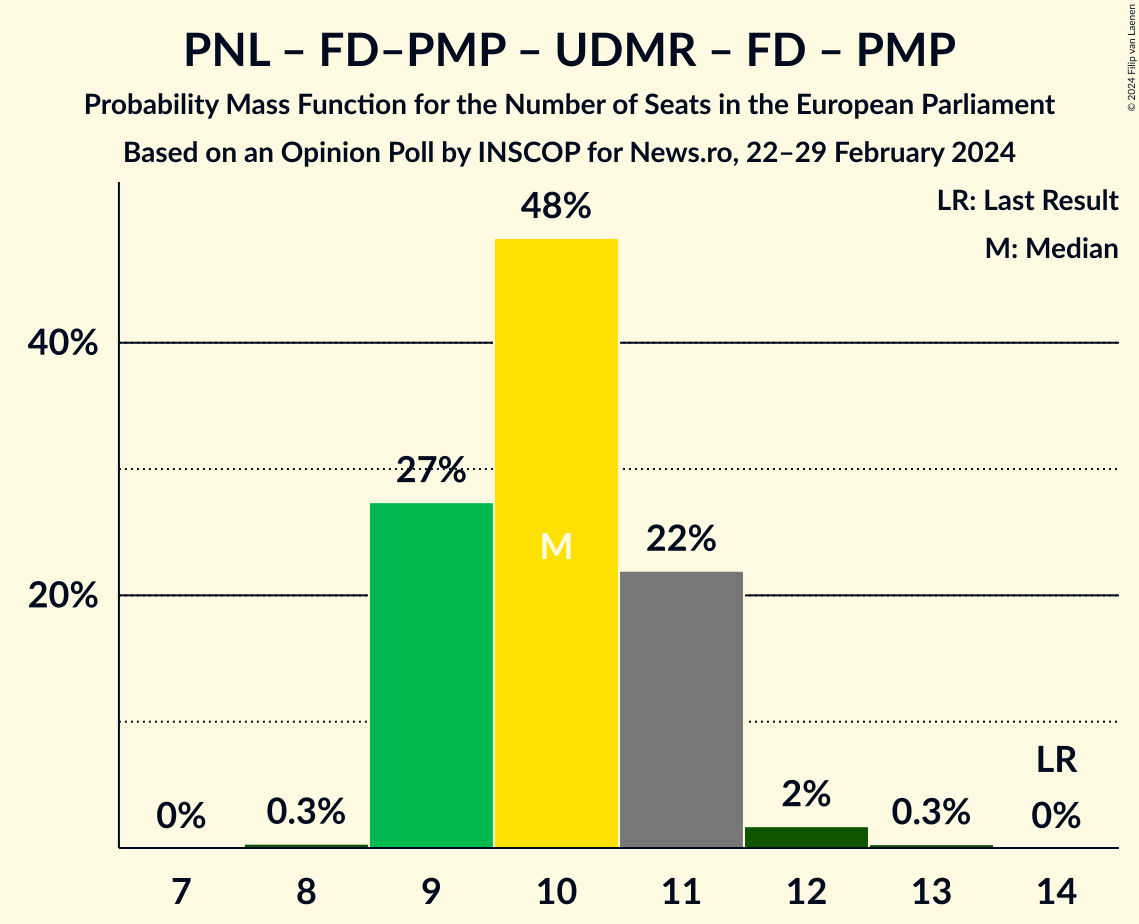 PNL – FD–PMP – UDMR – FD – PMP
Probability Mass Function for the Number of Seats in the European Parliament
Based on an Opinion Poll by INSCOP for News.ro, 22–29 February 2024
© 2024 Filip van Laenen
LR: Last Result
M: Median
48%
40%
27%
M
22%
20%
LR
0%
0.3%
2%
0.3%
0%
7 8 9 10 11 12 13 14